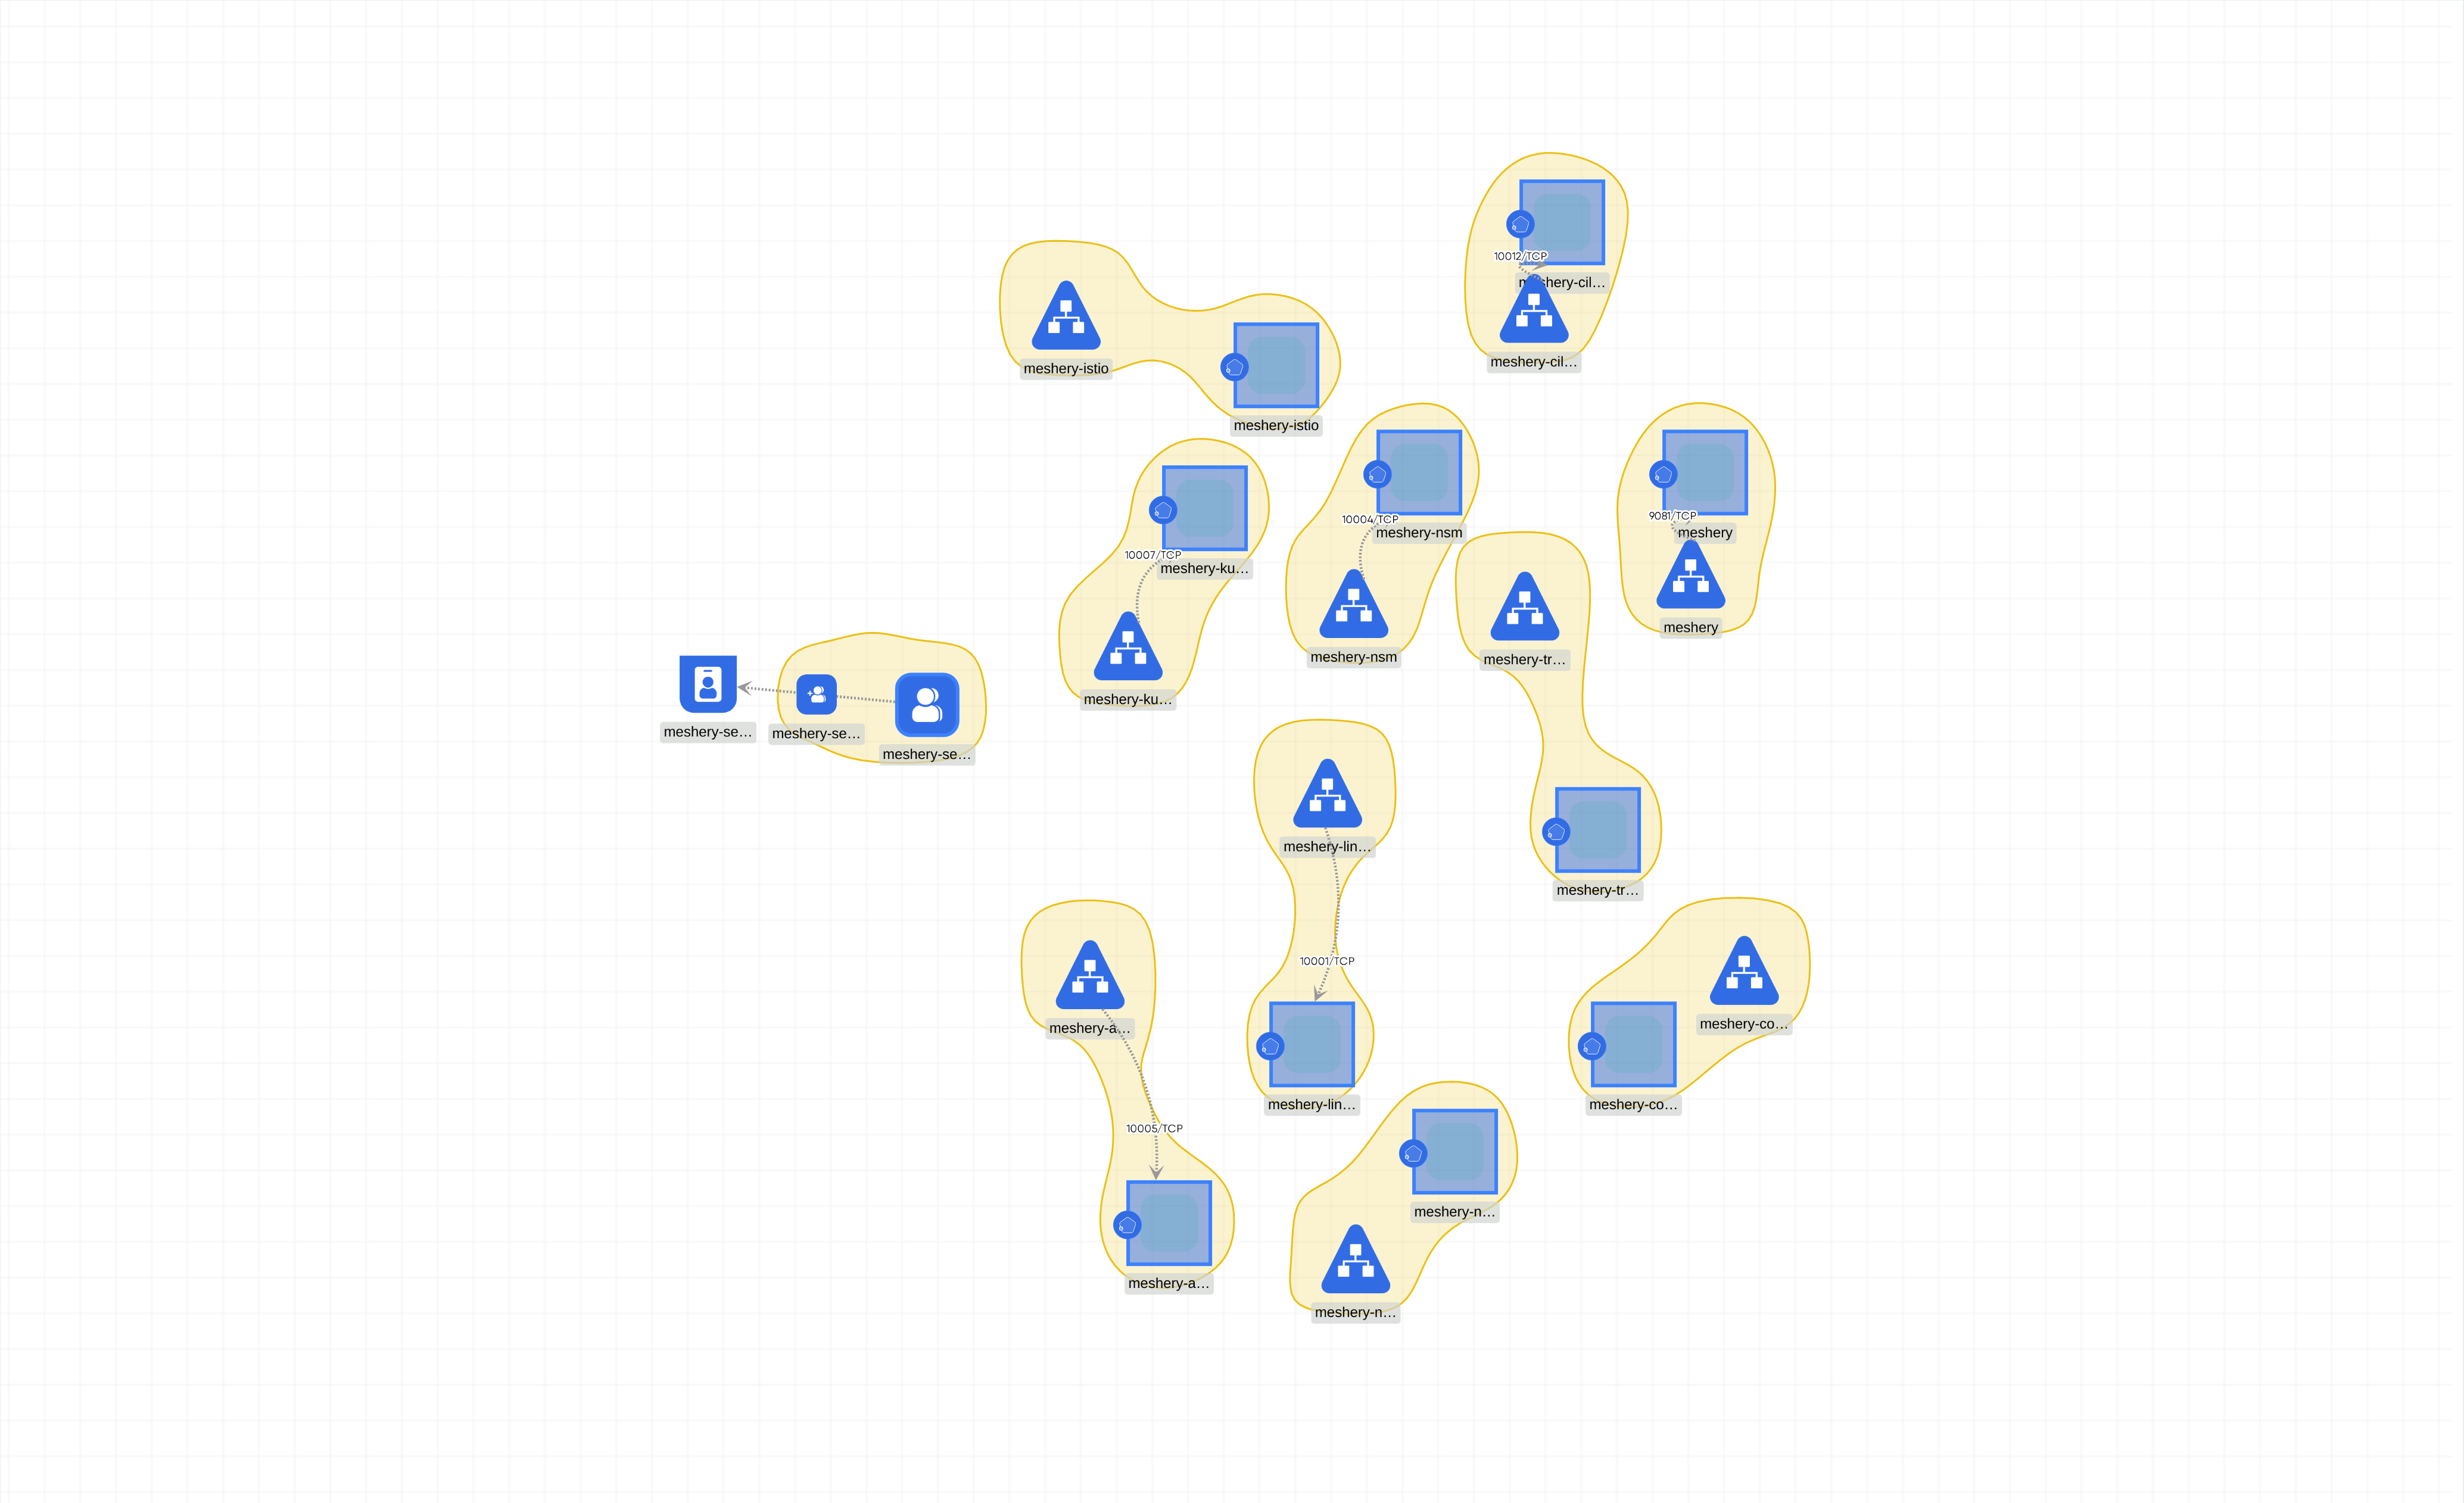 10012/TCP
meshery-cil…
meshery-cil…
meshery-istio
meshery-istio
10004/TCP
meshery-nsm
meshery-nsm
9081/TCP
meshery
meshery
10007/TCP
meshery-ku…
meshery-ku…
meshery-tr…
meshery-tr…
meshery-se…
meshery-se…
meshery-se…
meshery-lin…
10001/TCP
meshery-lin…
meshery-co…
meshery-co…
meshery-a…
10005/TCP
meshery-a…
meshery-n…
meshery-n…